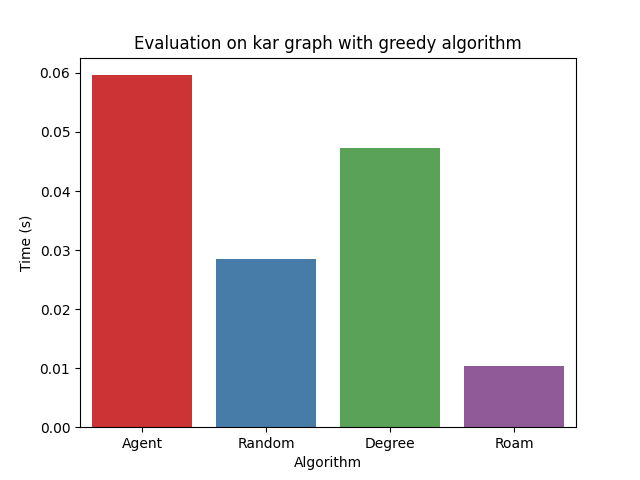 Evaluation on kar graph with greedy algorithm
0.06
0.05
0.04
0.03
0.02
0.01
0.00
Time (s)
Agent Random Degree Roam
Algorithm